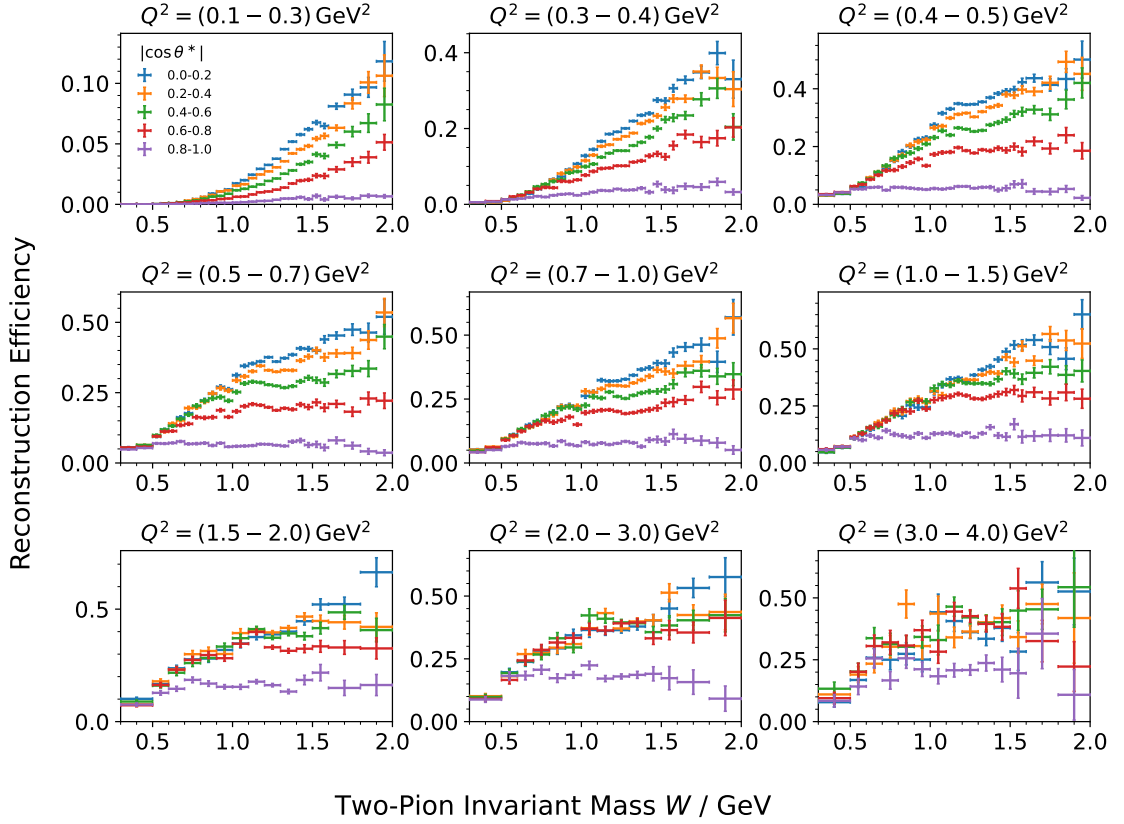 Q² = (0.1 − 0.3) GeV²
Q² = (0.3 − 0.4) GeV²
Q² = (0.4 − 0.5) GeV²
|cos θ*|
0.0-0.2
0.2-0.4
0.4-0.6
0.6-0.8
0.8-1.0
0.10
0.05
0.00
0.5 1.0 1.5 2.0
0.4
0.2
0.0
0.5 1.0 1.5 2.0
0.4
0.2
0.0
0.5 1.0 1.5 2.0
Reconstruction Efficiency
Q² = (0.5 − 0.7) GeV²
Q² = (0.7 − 1.0) GeV²
Q² = (1.0 − 1.5) GeV²
0.50
0.25
0.00
0.5 1.0 1.5 2.0
0.50
0.25
0.00
0.5 1.0 1.5 2.0
0.50
0.25
0.00
0.5 1.0 1.5 2.0
Q² = (1.5 − 2.0) GeV²
Q² = (2.0 − 3.0) GeV²
Q² = (3.0 − 4.0) GeV²
0.5
0.0
0.5 1.0 1.5 2.0
0.50
0.25
0.00
0.5 1.0 1.5 2.0
0.50
0.25
0.00
0.5 1.0 1.5 2.0
Two-Pion Invariant Mass W / GeV